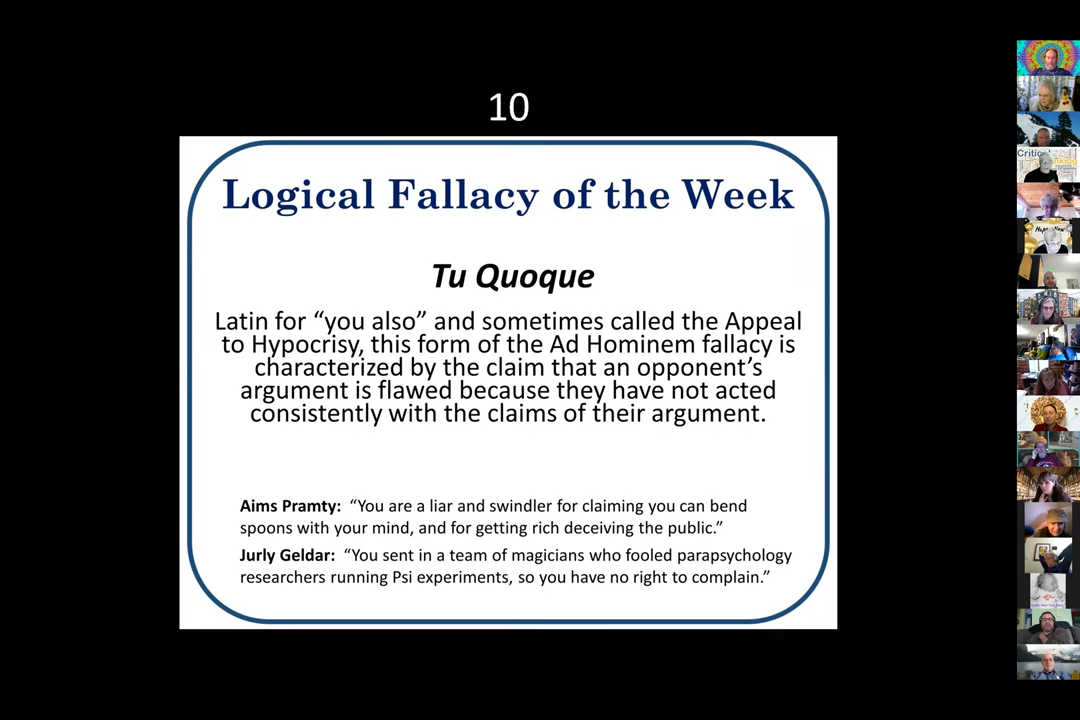 10
Logical Fallacy of the Week
Tu Quoque
Latin for “you also” and sometimes called the Appeal
to Hypocrisy, this form of the Ad Hominem fallacy is
characterized by the claim that an opponent’s
argument is flawed because they have not acted
consistently with the claims of their argument.
Aims Pramty: “You are a liar and swindler for claiming you can bend
spoons with your mind, and for getting rich deceiving the public.”
Jurly Geldar: “You sent in a team of magicians who fooled parapsychology
researchers running Psi experiments, so you have no right to complain.”